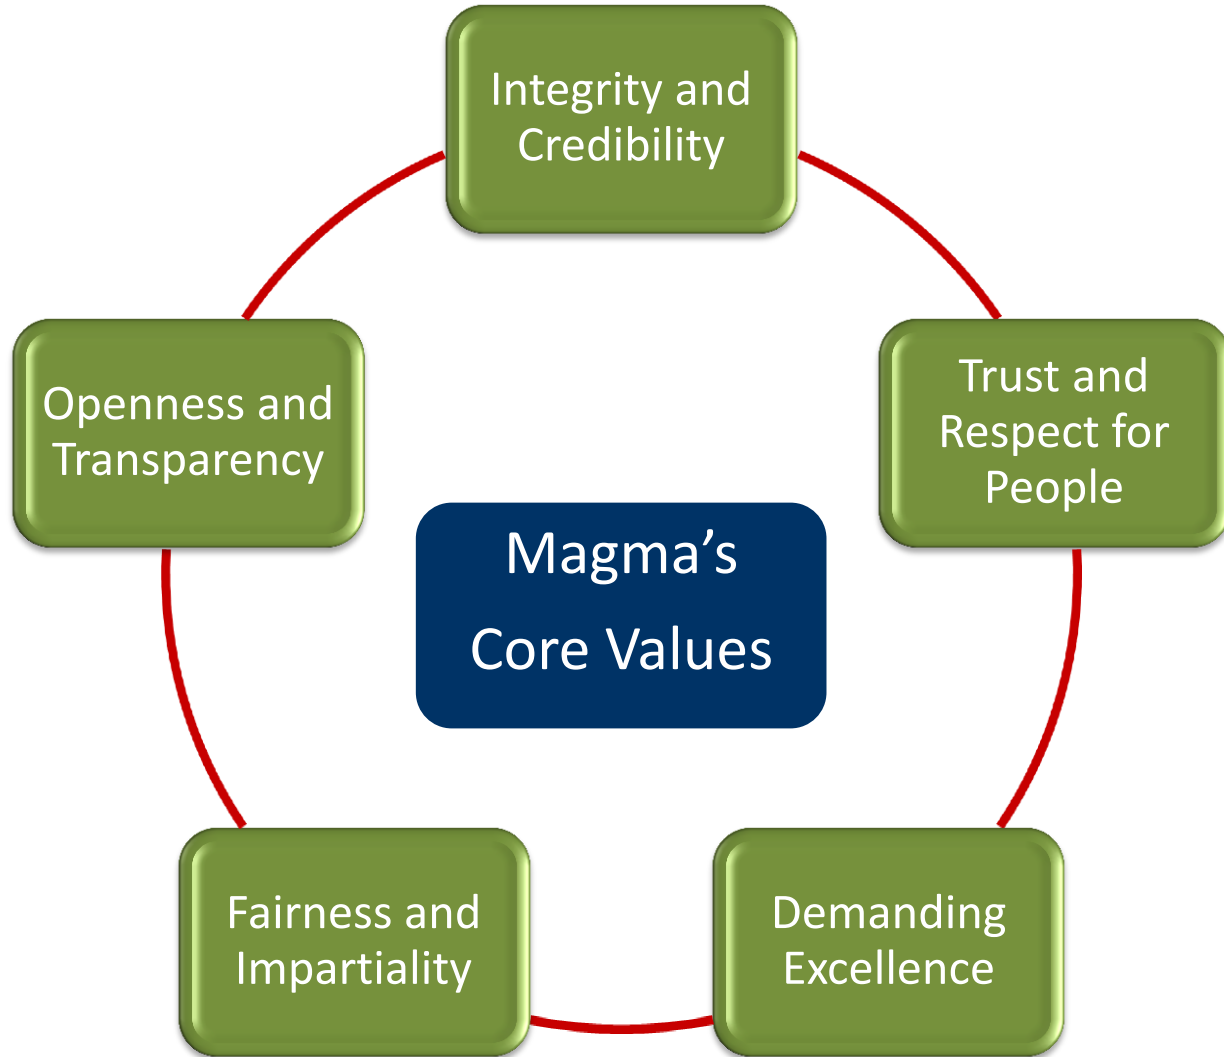 Integrity and
Credibility
Trust and
Respect for
People
Openness and
Transparency
Magma’s
Core Values
Fairness and
Impartiality
Demanding
Excellence